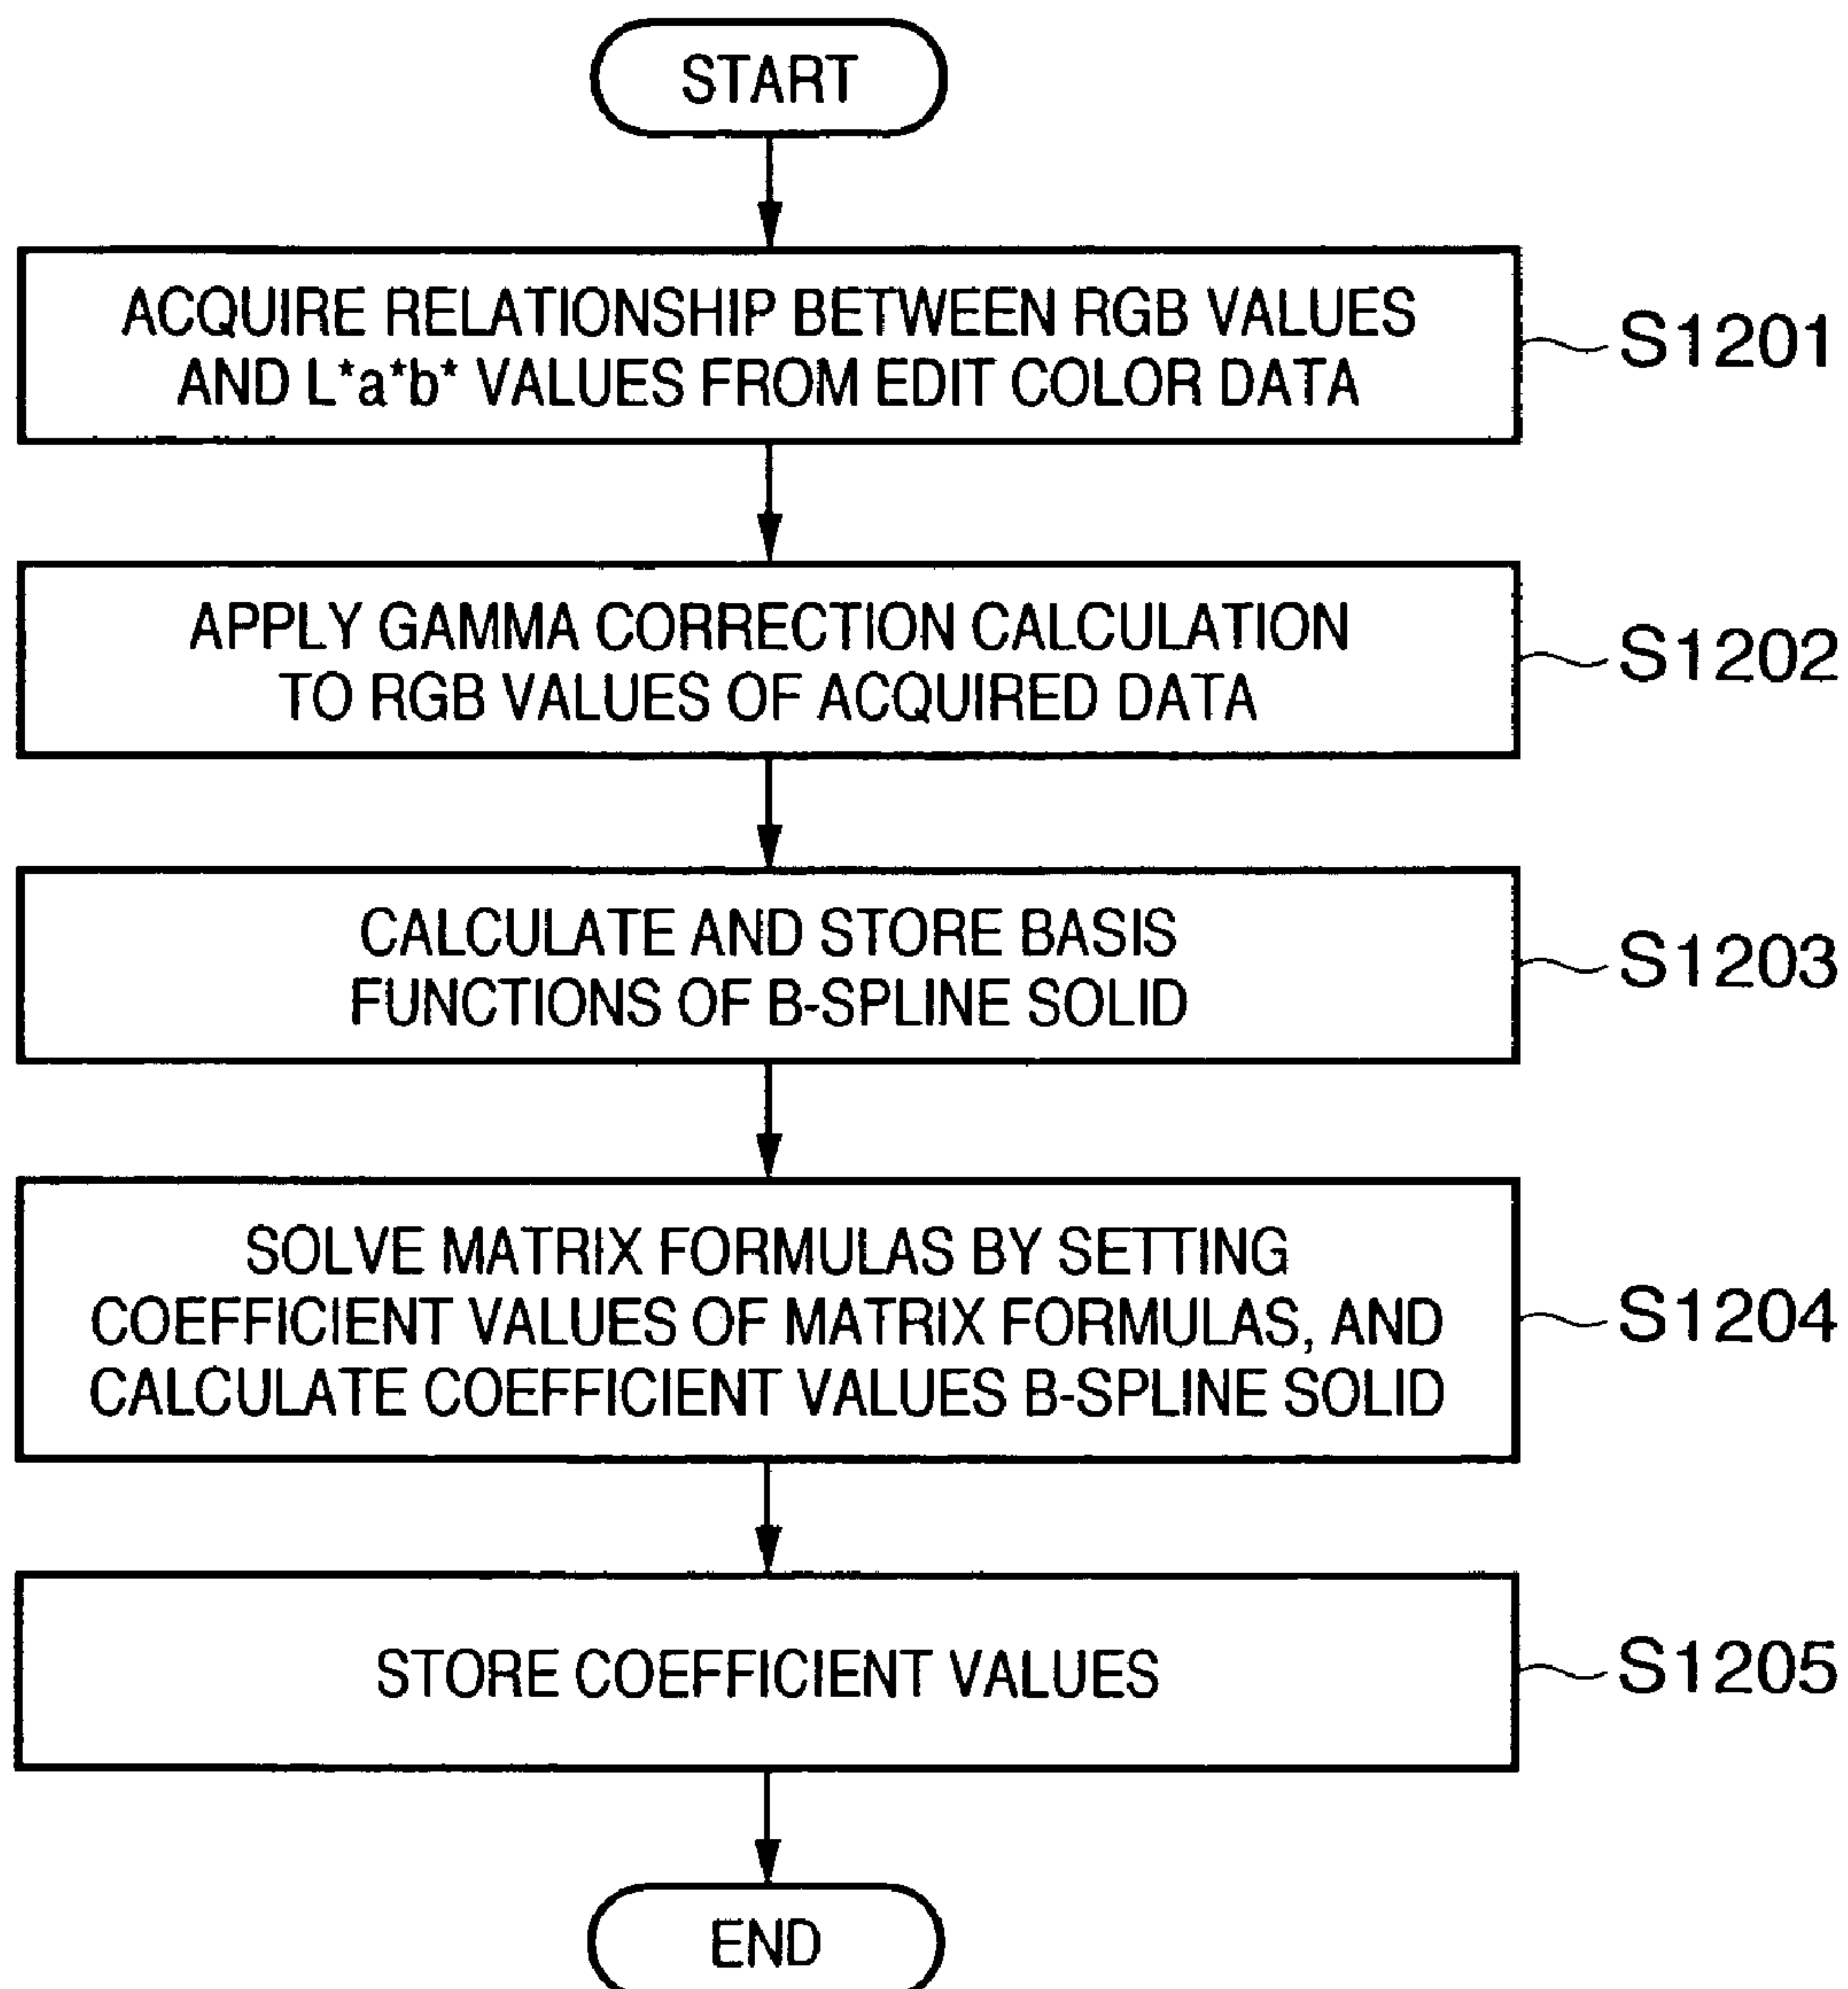 START
ACQUIRE RELATIONSHIP BETWEEN RGB VALUES
AND L*a*b* VALUES FROM EDIT COLOR DATA
S1201
APPLY GAMMA CORRECTION CALCULATION
TO RGB VALUES OF ACQUIRED DATA
S1202
CALCULATE AND STORE BASIS
FUNCTIONS OF B-SPLINE SOLID
S1203
SOLVE MATRIX FORMULAS BY SETTING
COEFFICIENT VALUES OF MATRIX FORMULAS, AND
CALCULATE COEFFICIENT VALUES B-SPLINE SOLID
S1204
STORE COEFFICIENT VALUES
S1205
END